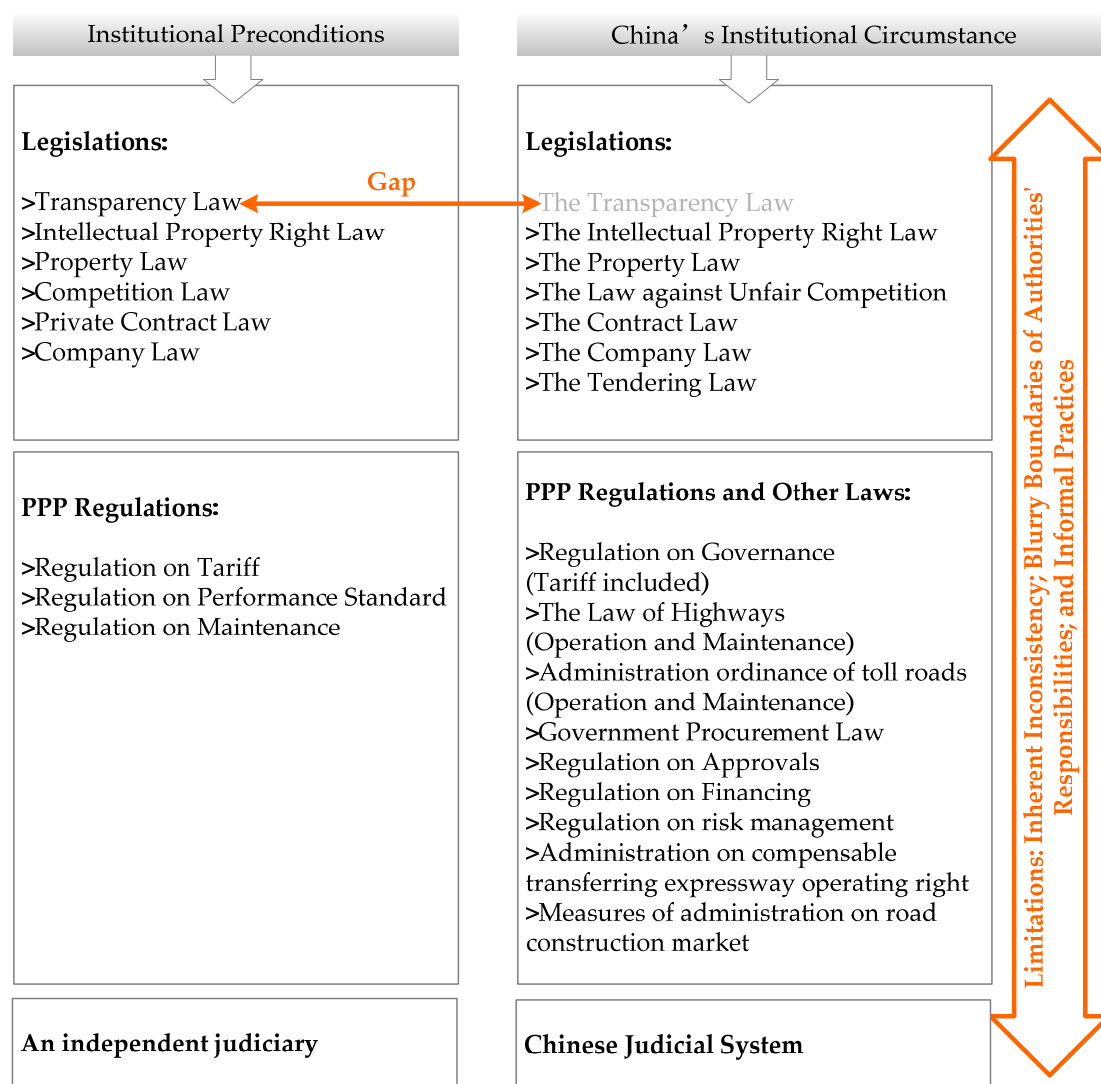 Institutional Preconditions
China’s Institutional Circumstance
Legislations:
>Transparency Law
>Intellectual Property Right Law
>Property Law
>Competition Law
>Private Contract Law
>Company Law
Gap
Legislations:
The Transparency Law
>The Intellectual Property Right Law
>The Property Law
>The Law against Unfair Competition
>The Contract Law
>The Company Law
>The Tendering Law
PPP Regulations:
>Regulation on Tariff
>Regulation on Performance Standard
>Regulation on Maintenance
PPP Regulations and Other Laws:
>Regulation on Governance
(Tariff included)
>The Law of Highways
(Operation and Maintenance)
>Administration ordinance of toll roads
(Operation and Maintenance)
>Government Procurement Law
>Regulation on Approvals
>Regulation on Financing
>Regulation on risk management
>Administration on compensable
transferring expressway operating right
>Measures of administration on road
construction market
An independent judiciary
Chinese Judicial System
Limitations: Inherent Inconsistency; Blurry Boundaries of Authorities'
Responsibilities; and Informal Practices